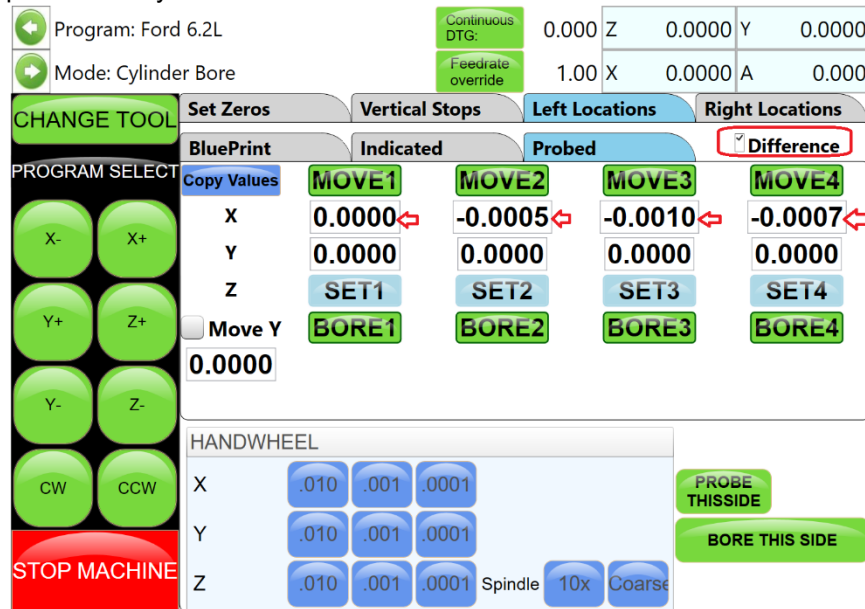 Program: Ford 6.2L
Continuous DTG:
0.000 Z 0.0000 Y 0.0000
Mode: Cylinder Bore
Feedrate override
1.00 X 0.0000 A 0.000
CHANGE TOOL
Set Zeros Vertical Stops Left Locations Right Locations
BluePrint Indicated Probed Difference
PROGRAM SELECT
Copy Values MOVE1 MOVE2 MOVE3 MOVE4
X 0.0000 -0.0005 -0.0010 -0.0007
Y 0.0000 0.0000 0.0000 0.0000
Z SET1 SET2 SET3 SET4
Move Y BORE1 BORE2 BORE3 BORE4
0.0000
X- X+
Y+ Z+
Y- Z-
CW CCW
STOP MACHINE
HANDWHEEL
X .010 .001 .0001
Y .010 .001 .0001
Z .010 .001 .0001 Spindle 10x Coarse
PROBE
THISSIDE
BORE THIS SIDE